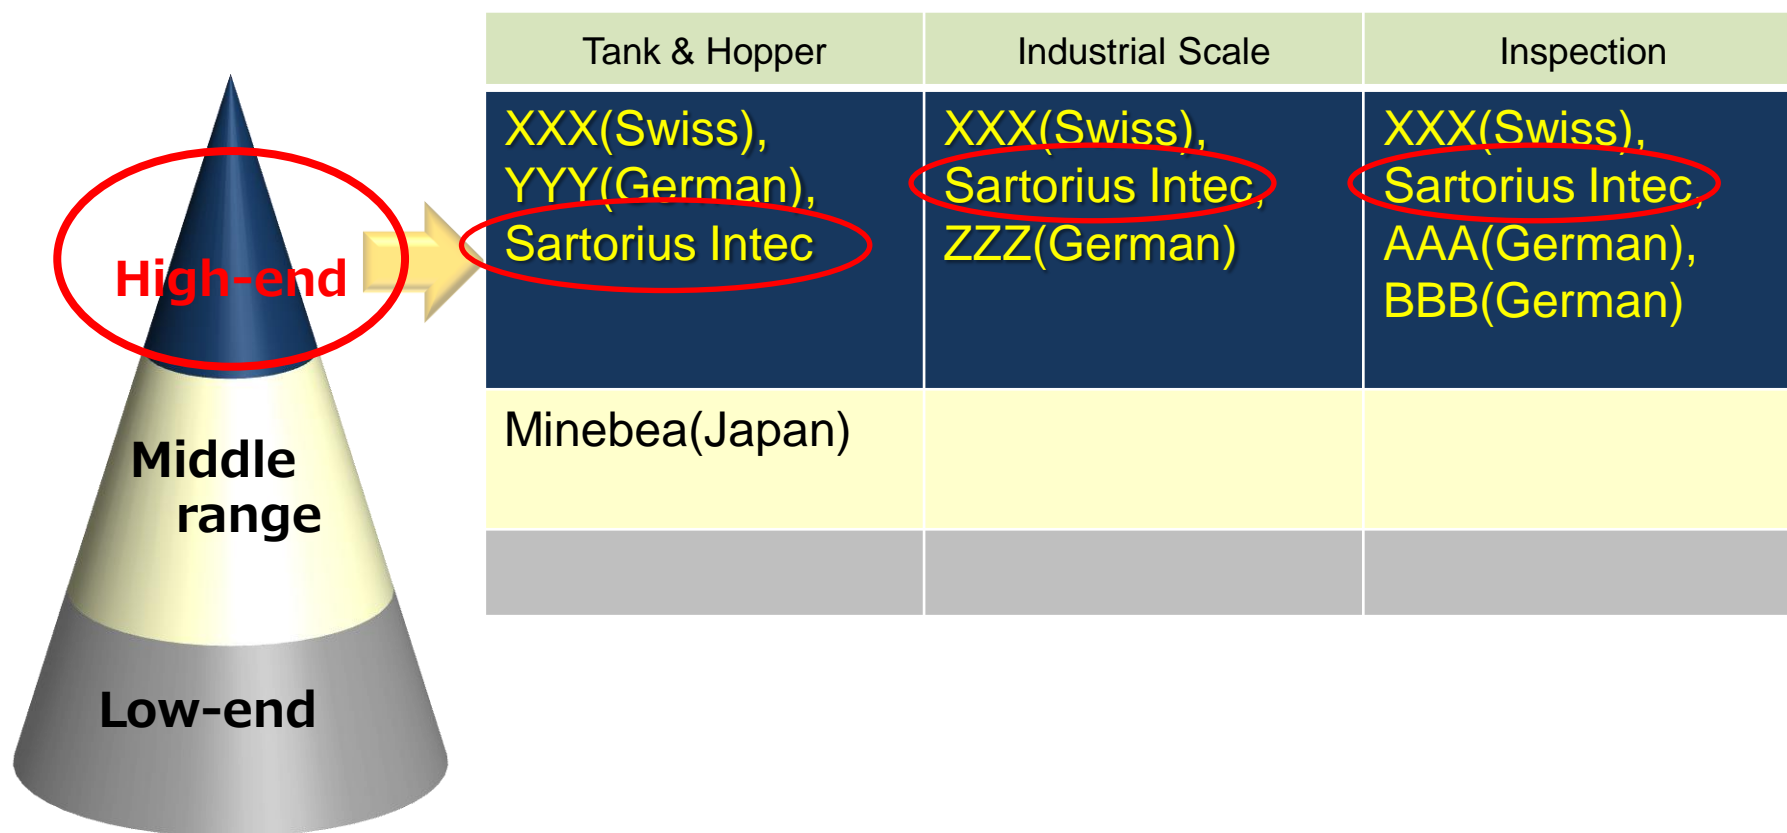 Tank & Hopper
Industrial Scale
Inspection
High-end
XXX(Swiss),
YYY(German),
Sartorius Intec
XXX(Swiss),
Sartorius Intec,
ZZZ(German)
XXX(Swiss),
Sartorius Intec,
AAA(German),
BBB(German)
Middle
range
Minebea(Japan)
Low-end